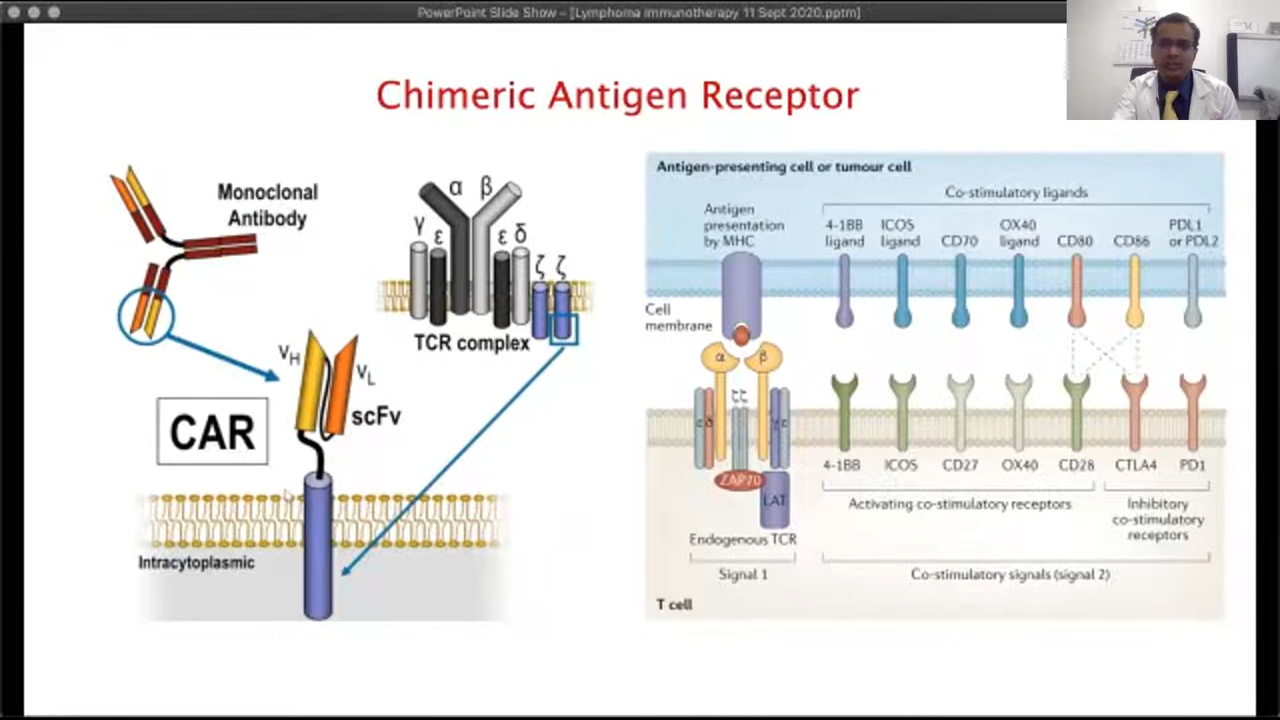 PowerPoint Slide Show – [Lymphoma Immunotherapy 11 Sept 2020.pptm]
Chimeric Antigen Receptor
Monoclonal
Antibody
α β
γ ε ε δ
ζ ζ
TCR complex
VH
VL
scFv
CAR
Intracytoplasmic
Antigen-presenting cell or tumour cell
Co-stimulatory ligands
Antigen
presentation
by MHC
4-1BB
ligand
ICOS
ligand
CD70
OX40
ligand
CD80
CD86
PDL1
or PDL2
Cell
membrane
α β
ζζ
ε δ
γ ε
ZAP70
LAT
4-1BB
ICOS
CD27
OX40
CD28
CTLA4
PD1
Activating co-stimulatory receptors
Inhibitory
co-stimulatory
receptors
Endogenous TCR
Signal 1
Co-stimulatory signals (signal 2)
T cell